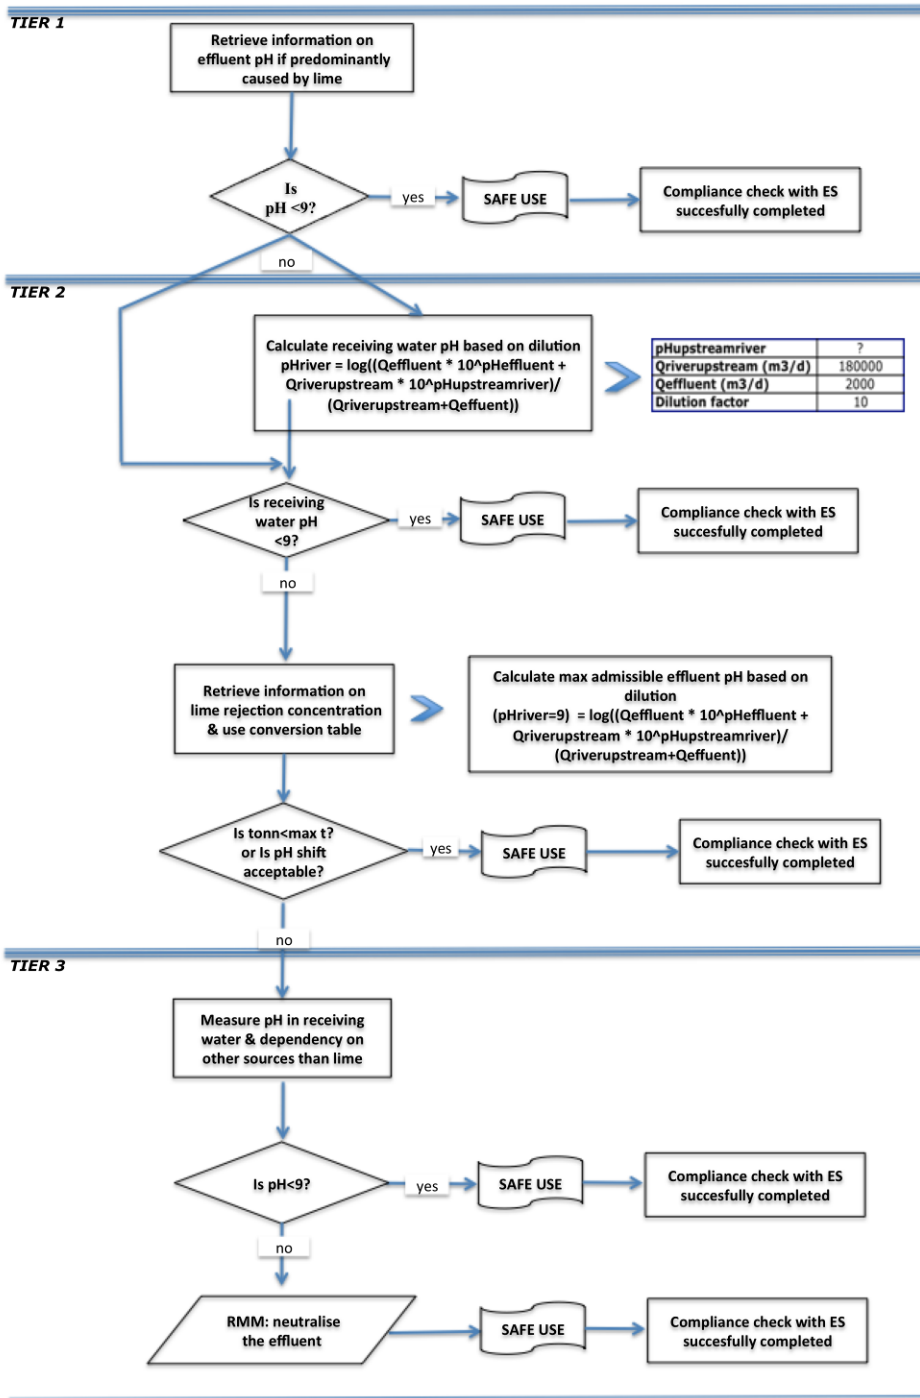 TIER 1
Retrieve information on
effluent pH if predominantly
caused by lime
Is
pH <9?
yes
SAFE USE
Compliance check with ES
succesfully completed
no
TIER 2
Calculate receiving water pH based on dilution
pHriver = log((Qeffluent * 10^pHeffluent +
Qriverupstream * 10^pHupstreamriver)/
(Qriverupstream+Qeffuent))
pHupstreamriver ?
Qriverupstream (m3/d) 180000
Qeffluent (m3/d) 2000
Dilution factor 10
Is receiving
water pH
<9?
yes
SAFE USE
Compliance check with ES
succesfully completed
no
Retrieve information on
lime rejection concentration
& use conversion table
Calculate max admissible effluent pH based on
dilution
(pHriver=9) = log((Qeffluent * 10^pHeffluent +
Qriverupstream * 10^pHupstreamriver)/
(Qriverupstream+Qeffuent))
Is tonn<max t?
or Is pH shift
acceptable?
yes
SAFE USE
Compliance check with ES
succesfully completed
no
TIER 3
Measure pH in receiving
water & dependency on
other sources than lime
Is pH<9?
yes
SAFE USE
Compliance check with ES
succesfully completed
no
RMM: neutralise
the effluent
SAFE USE
Compliance check with ES
succesfully completed